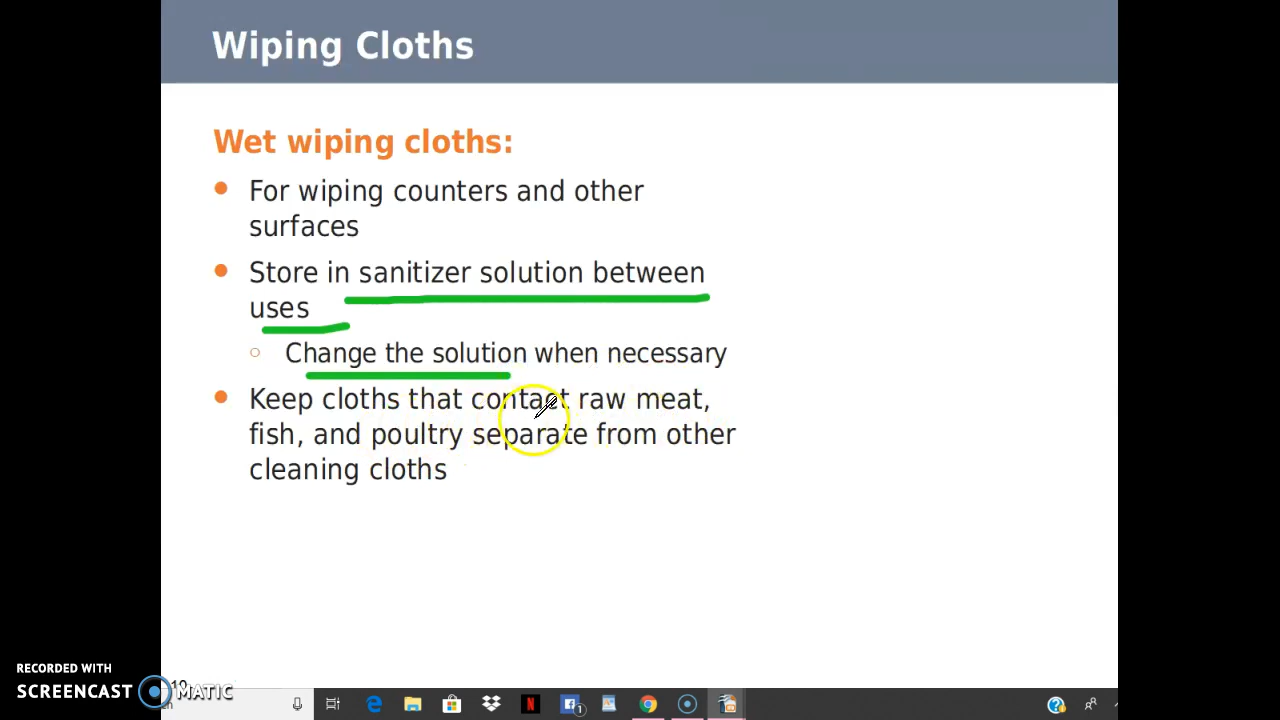 Wiping Cloths
Wet wiping cloths:
For wiping counters and other
surfaces
Store in sanitizer solution between
uses
Change the solution when necessary
Keep cloths that contact raw meat,
fish, and poultry separate from other
cleaning cloths
RECORDED WITH
SCREENCAST MATIC
N
1